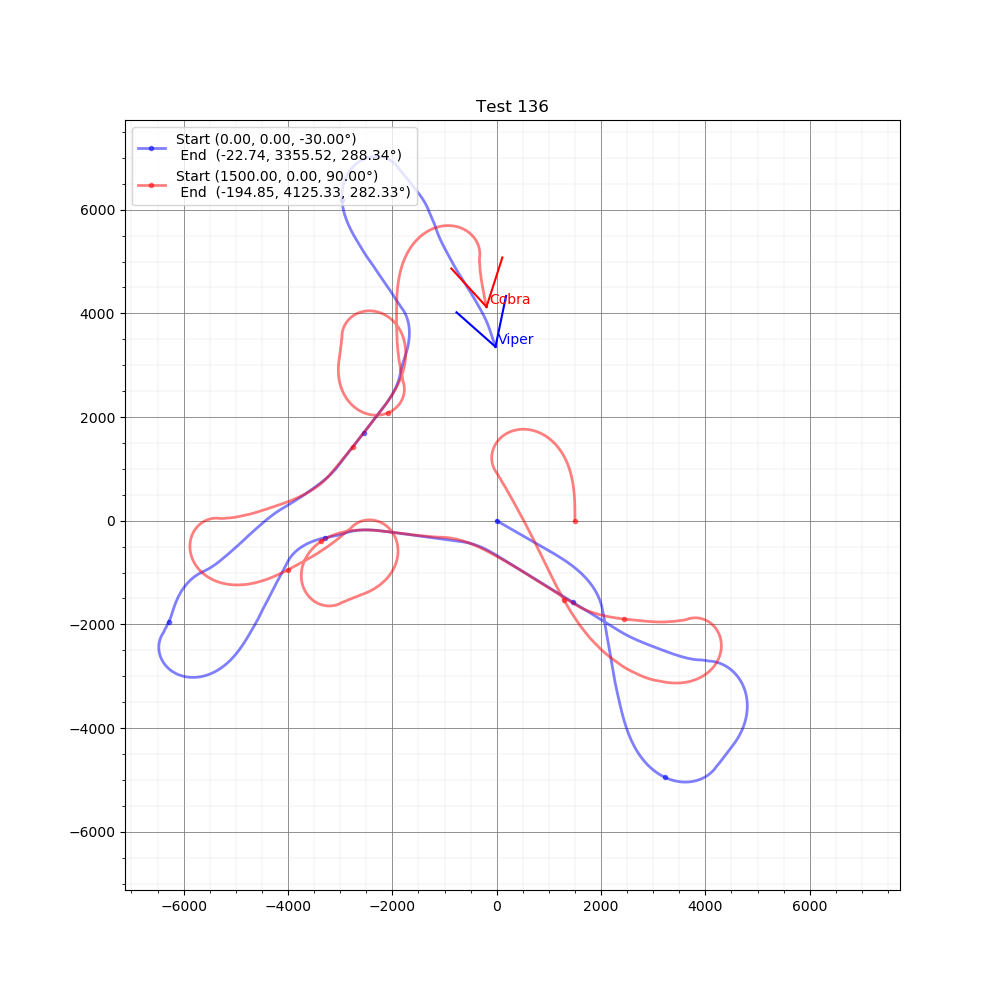 Test 136
Start (0.00, 0.00, -30.00°)
End (-22.74, 3355.52, 288.34°)
Start (1500.00, 0.00, 90.00°)
End (-194.85, 4125.33, 282.33°)
6000
4000
2000
0
−2000
−4000
−6000
Cobra
Viper
−6000 −4000 −2000 0 2000 4000 6000